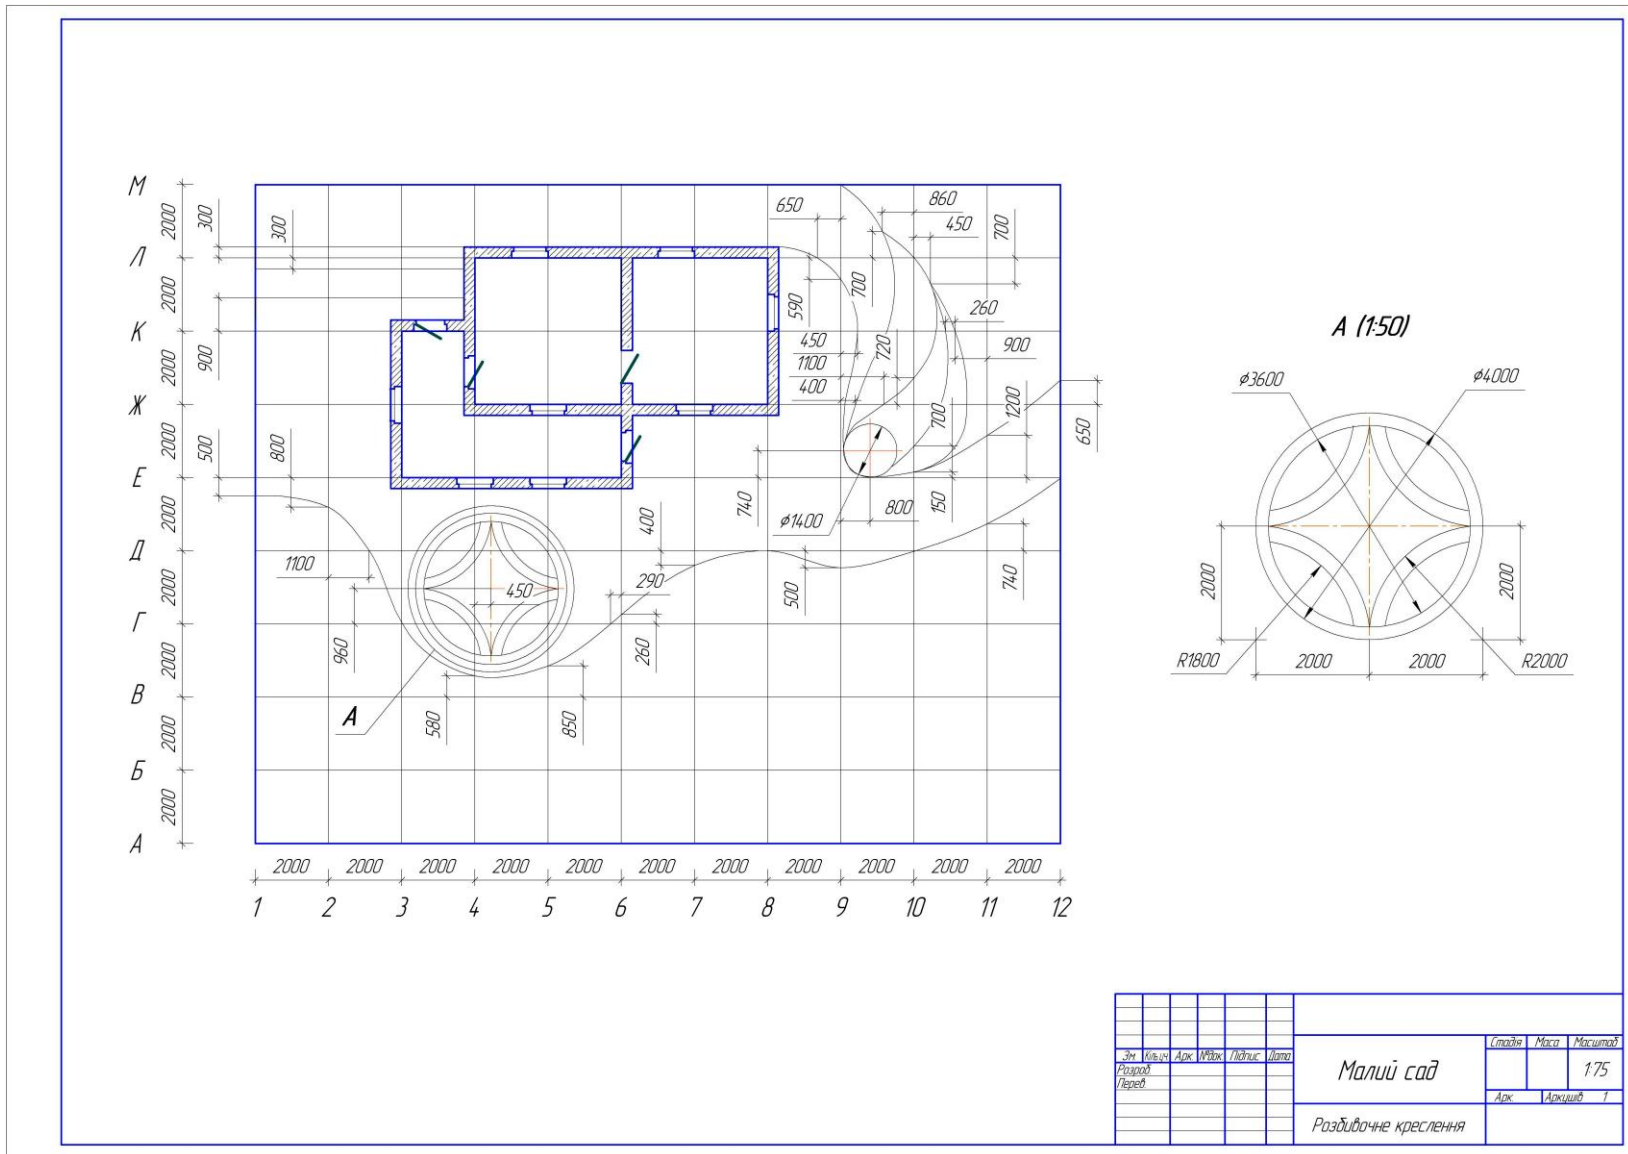 М
Л
К
Ж
Е
Д
Г
В
Б
А
2000
2000
2000
2000
2000
2000
2000
2000
2000
300
300
900
500
800
1100
960
А
580
850
450
400
290
260
650
860
450
700
590
700
260
450
1100
400
720
900
700
1200
650
740
ø1400
800
150
500
740
2000 2000 2000 2000 2000 2000 2000 2000 2000 2000 2000
1 2 3 4 5 6 7 8 9 10 11 12
А (1:50)
ø3600
ø4000
2000
2000
R1800
2000
2000
R2000
Зм. Кільч Арк. №док. Підпис Дата
Розроб.
Перев.
Малий сад
Стадія Маса Масштаб
1:75
Арк. Аркушів 1
Розбивочне креслення